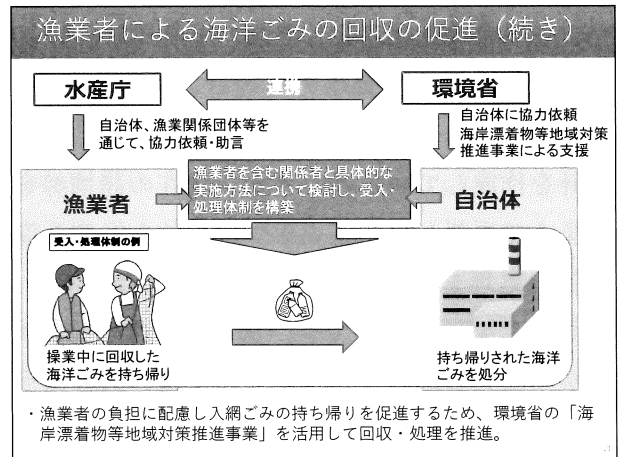 漁業者による海洋ごみの回収の促進（続き）
水産庁
連携
環境省
自治体、漁業関係団体等を
通じて、協力依頼・助言
自治体に協力依頼
海岸漂着物等地域対策
推進事業による支援
漁業者を含む関係者と具体的な
実施方法について検討し、受入・
処理体制を構築
漁業者
自治体
受入・処理体制の例
操業中に回収した
海洋ごみを持ち帰り
持ち帰りされた海洋
ごみを処分
・漁業者の負担に配慮し入網ごみの持ち帰りを促進するため、環境省の「海
岸漂着物等地域対策推進事業」を活用して回収・処理を推進。